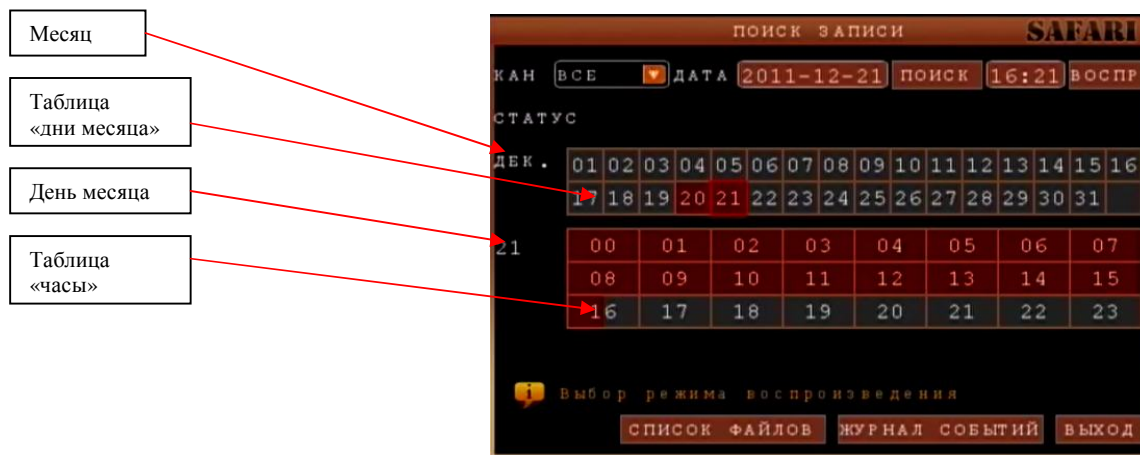 Месяц
Таблица
«дни месяца»
День месяца
Таблица
«часы»
ПОИСК ЗАПИСИ SAFARI
КАН ВСЕ ДАТА 2011-12-21 ПОИСК 16:21 ВОСПР
СТАТУС
ДЕК. 01 02 03 04 05 06 07 08 09 10 11 12 13 14 15 16
17 18 19 20 21 22 23 24 25 26 27 28 29 30 31
21 00 01 02 03 04 05 06 07
08 09 10 11 12 13 14 15
16 17 18 19 20 21 22 23
i Выбор режима воспроизведения
СПИСОК ФАЙЛОВ ЖУРНАЛ СОБЫТИЙ ВЫХОД